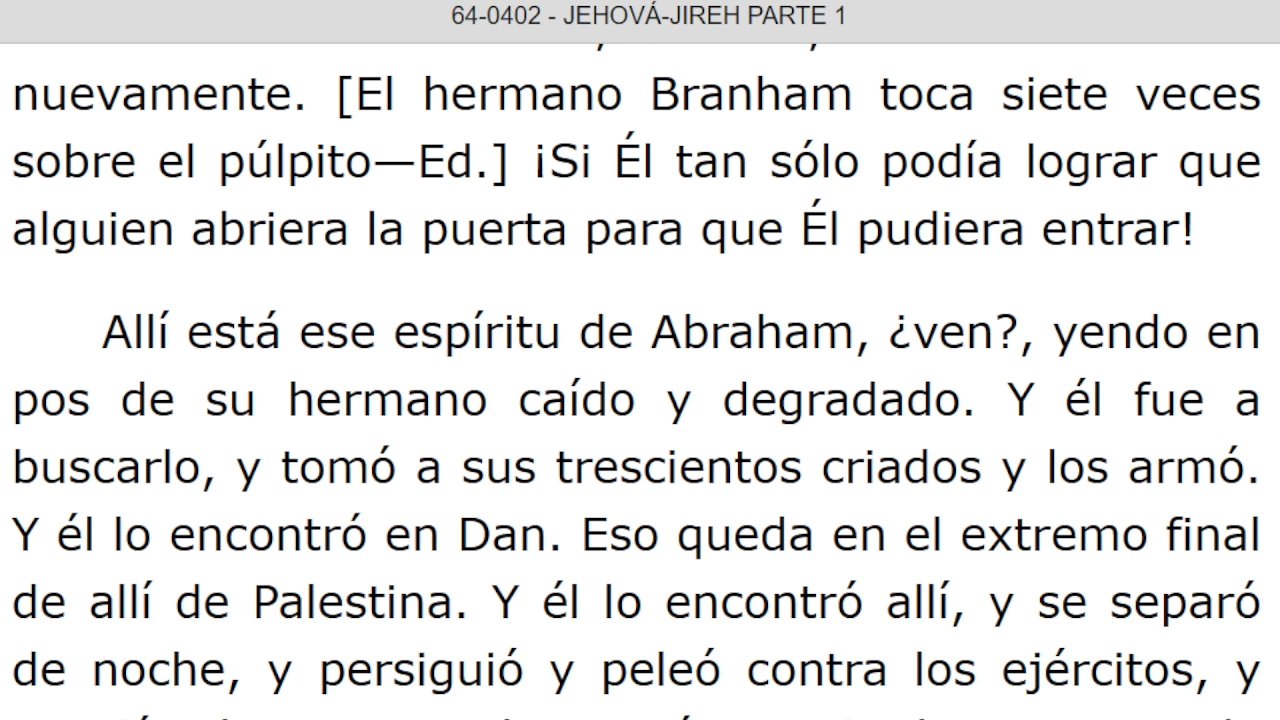 64-0402 - JEHOVÁ-JIREH PARTE 1
nuevamente. [El hermano Branham toca siete veces
sobre el púlpito—Ed.] ¡Si Él tan sólo podía lograr que
alguien abriera la puerta para que Él pudiera entrar!
Allí está ese espíritu de Abraham, ¿ven?, yendo en
pos de su hermano caído y degradado. Y él fue a
buscarlo, y tomó a sus trescientos criados y los armó.
Y él lo encontró en Dan. Eso queda en el extremo final
de allí de Palestina. Y él lo encontró allí, y se separó
de noche, y persiguió y peleó contra los ejércitos, y